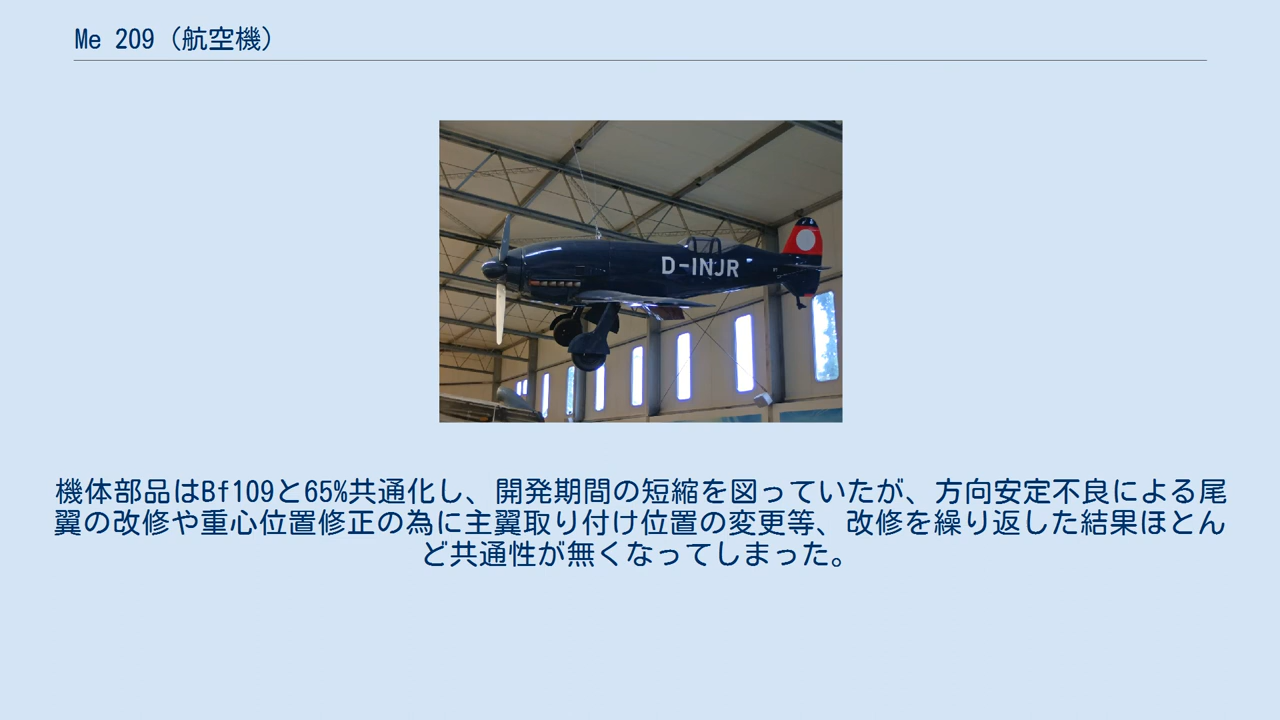 Me 209（航空機）
D-INJR
機体部品はBf109と65%共通化し、開発期間の短縮を図っていたが、方向安定不良による尾
翼の改修や重心位置修正の為に主翼取り付け位置の変更等、改修を繰り返した結果ほとん
ど共通性が無くなってしまった。